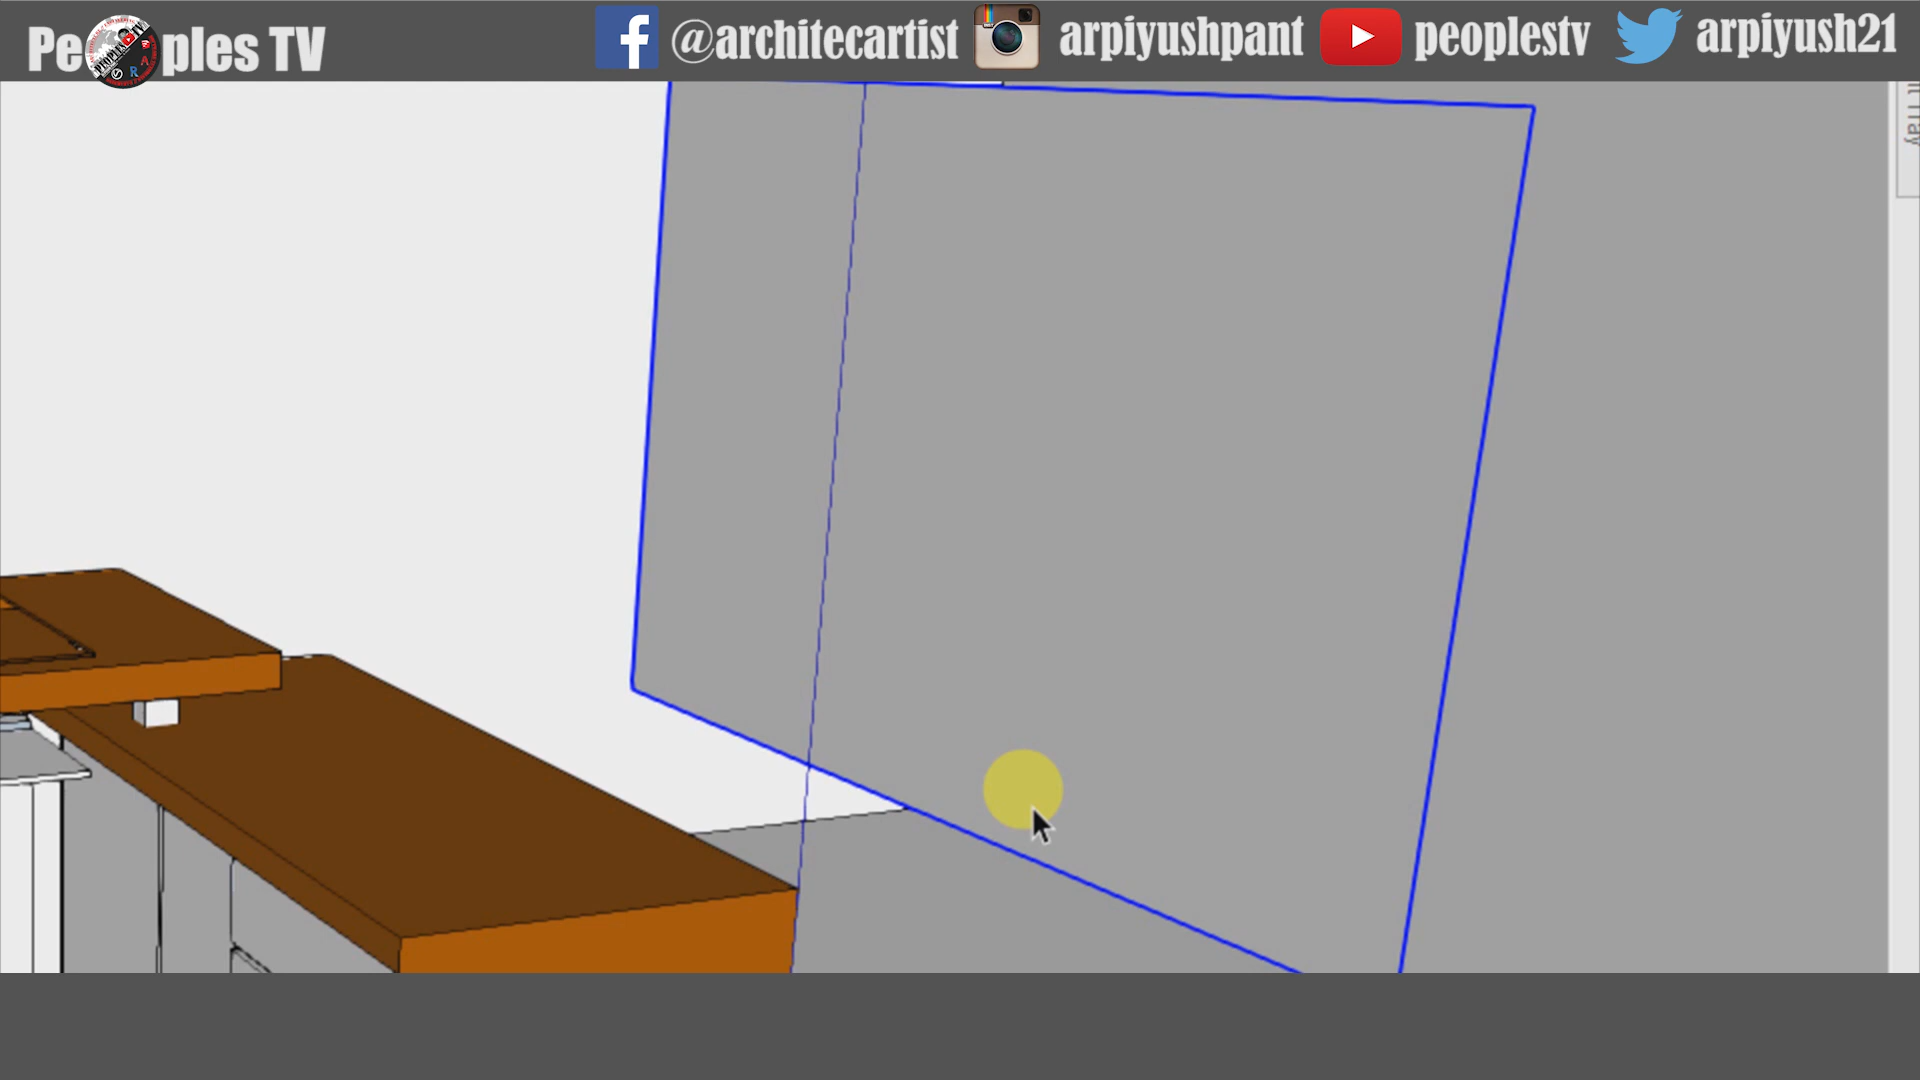 Peoples TV
@architecartist
arpiyushpant
peoplestv
arpiyush21